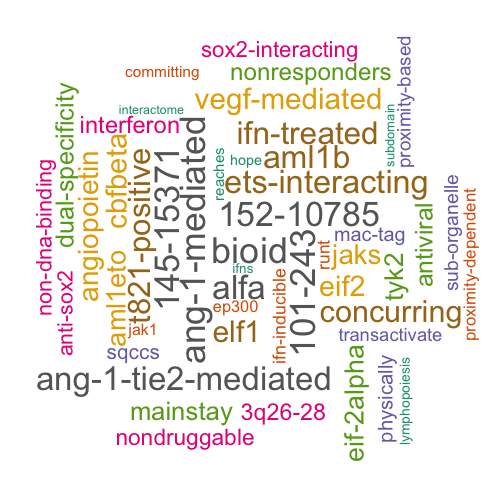 sox2-interacting
committing
nonresponders
proximity-based
dual-specificity
interactome
vegf-mediated
subdomain
interferon
ifn-treated
non-dna-binding
angiopoietin
cbfbeta
t821-positive
145-15371
ang-1-mediated
reaches
hope
aml1b
ets-interacting
152-10785
antiviral
sub-organelle
proximity-dependent
anti-sox2
aml1eto
bioid
ifns
alfa
101-243
runt
mac-tag
jaks
tyk2
eif2
jak1
ep300
elf1
ifn-inducible
concurring
sqccs
transactivate
ang-1-tie2-mediated
eif-2alpha
physically
lymphopoiesis
mainstay
3q26-28
nondruggable